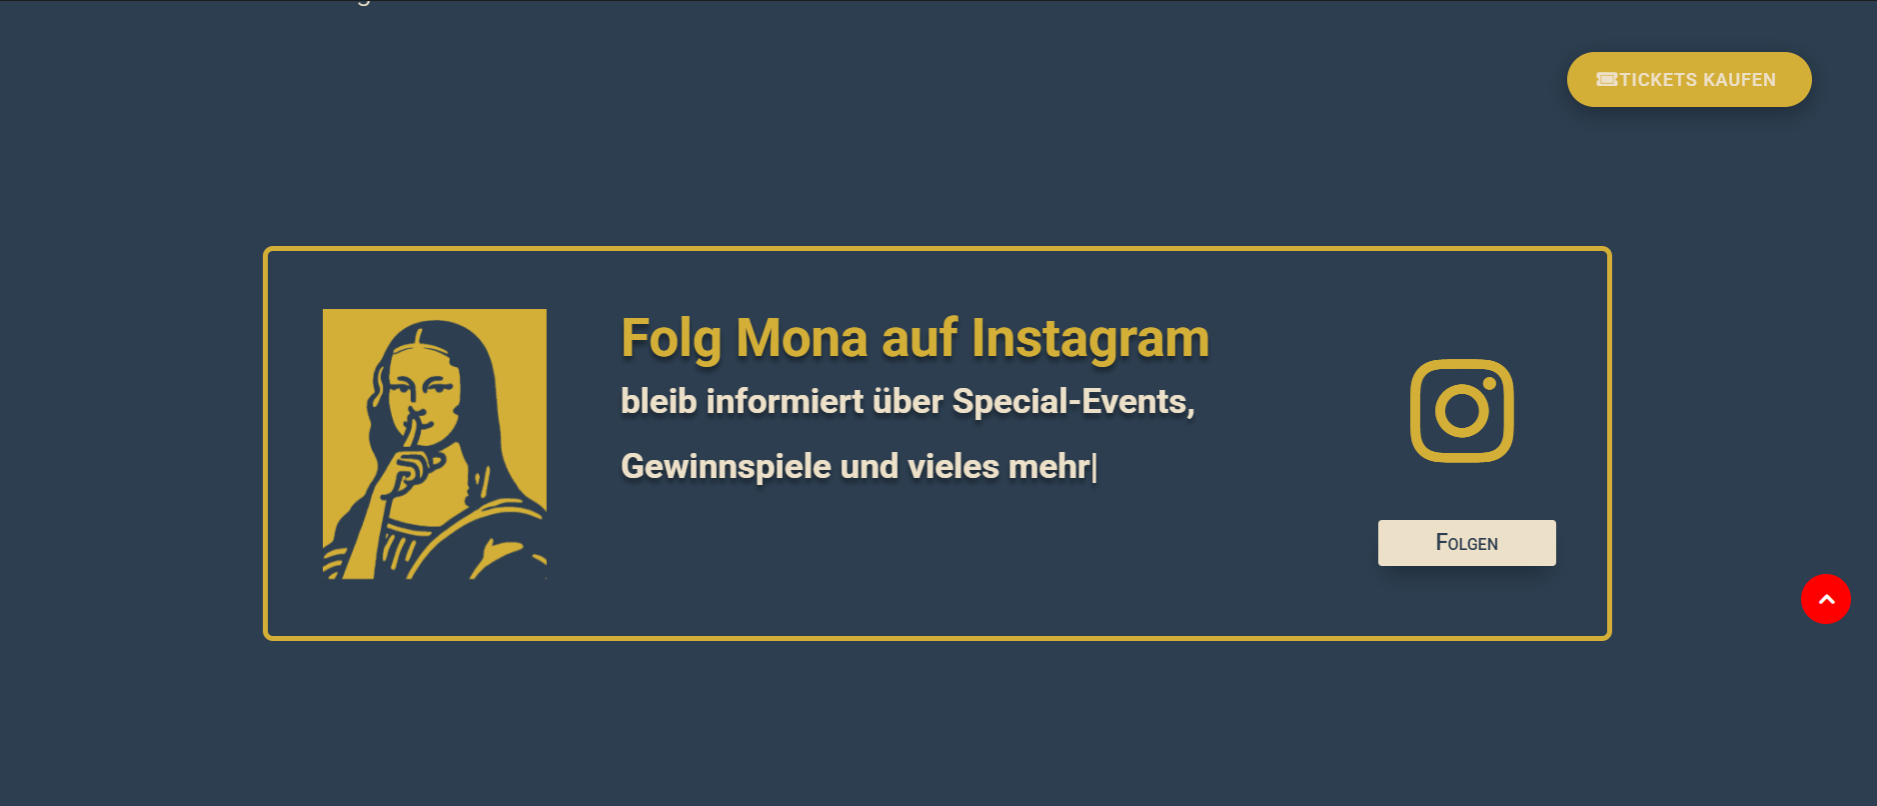 TICKETS KAUFEN
Folg Mona auf Instagram
bleib informiert über Special-Events,
Gewinnspiele und vieles mehr|
Folgen